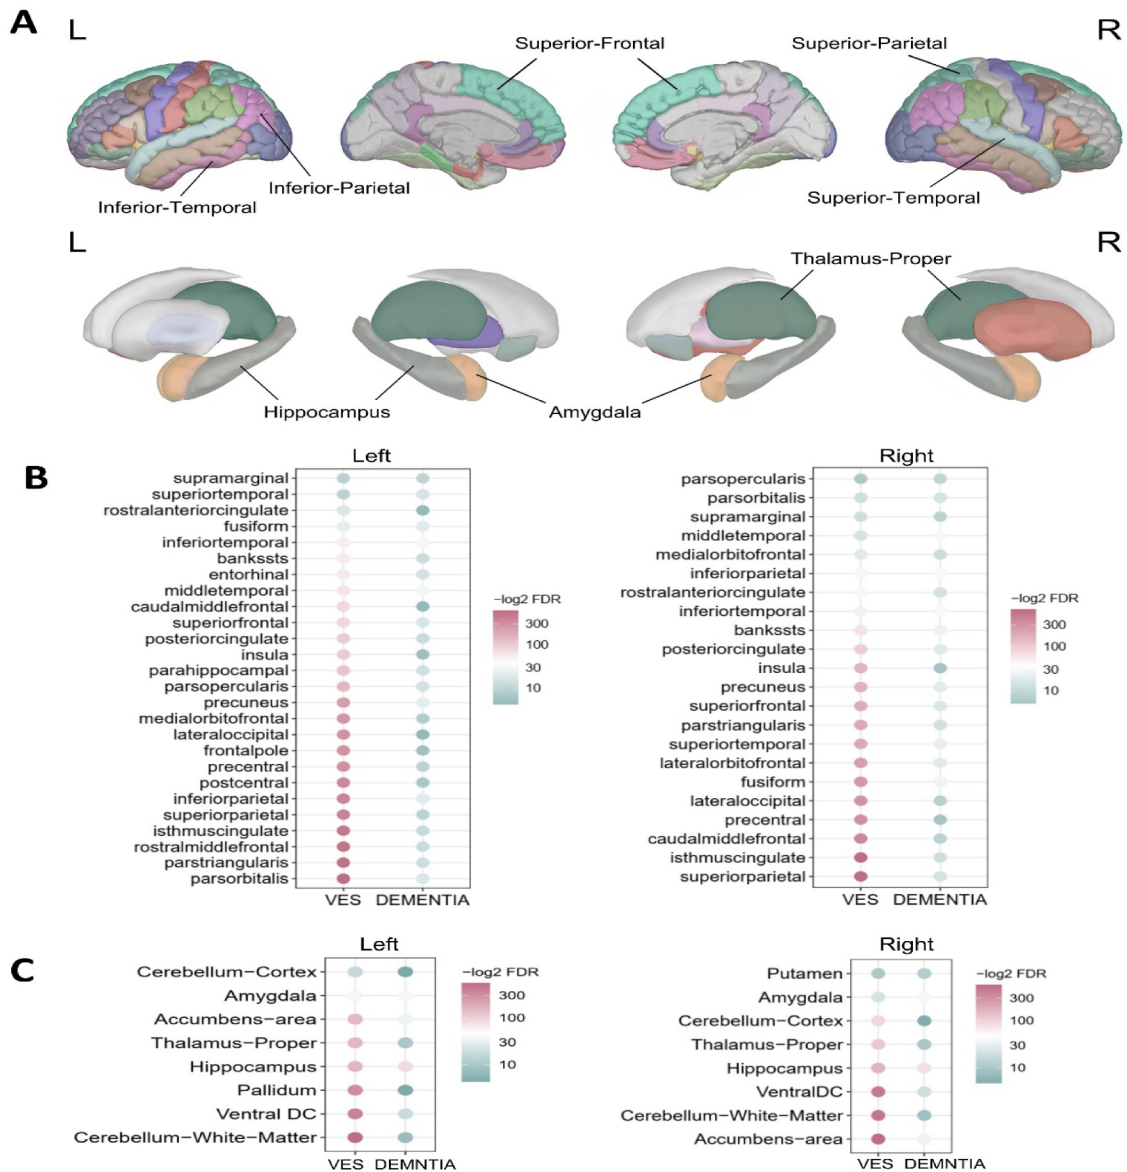 A
L
R
Superior-Frontal
Superior-Parietal
Inferior-Parietal
Inferior-Temporal
Superior-Temporal
L
R
Thalamus-Proper
Hippocampus
Amygdala
B
Left
supramarginal
superiortemporal
rostralanteriorcingulate
fusiform
inferiortemporal
bankssts
entorhinal
middletemporal
caudalmiddlefrontal
superiorfrontal
posteriorcingulate
insula
parahippocampal
parsopercularis
precuneus
medialorbitofrontal
lateraloccipital
frontalpole
precentral
postcentral
inferiorparietal
superiorparietal
isthmuscingulate
rostralmiddlefrontal
parstriangularis
parsorbitalis
VES DEMENTIA
−log2 FDR
300
100
30
10
Right
parsopercularis
parsorbitalis
supramarginal
middletemporal
medialorbitofrontal
inferiorparietal
rostralanteriorcingulate
inferiortemporal
bankssts
posteriorcingulate
insula
precuneus
superiorfrontal
parstriangularis
superiortemporal
lateralorbitofrontal
fusiform
lateraloccipital
precentral
caudalmiddlefrontal
isthmuscingulate
superiorparietal
VES DEMENTIA
−log2 FDR
300
100
30
10
C
Left
Cerebellum−Cortex
Amygdala
Accumbens−area
Thalamus−Proper
Hippocampus
Pallidum
Ventral DC
Cerebellum−White−Matter
VES DEMNTIA
−log2 FDR
300
100
30
10
Right
Putamen
Amygdala
Cerebellum−Cortex
Thalamus−Proper
Hippocampus
VentralDC
Cerebellum−White−Matter
Accumbens−area
VES DEMNTIA
−log2 FDR
300
100
30
10